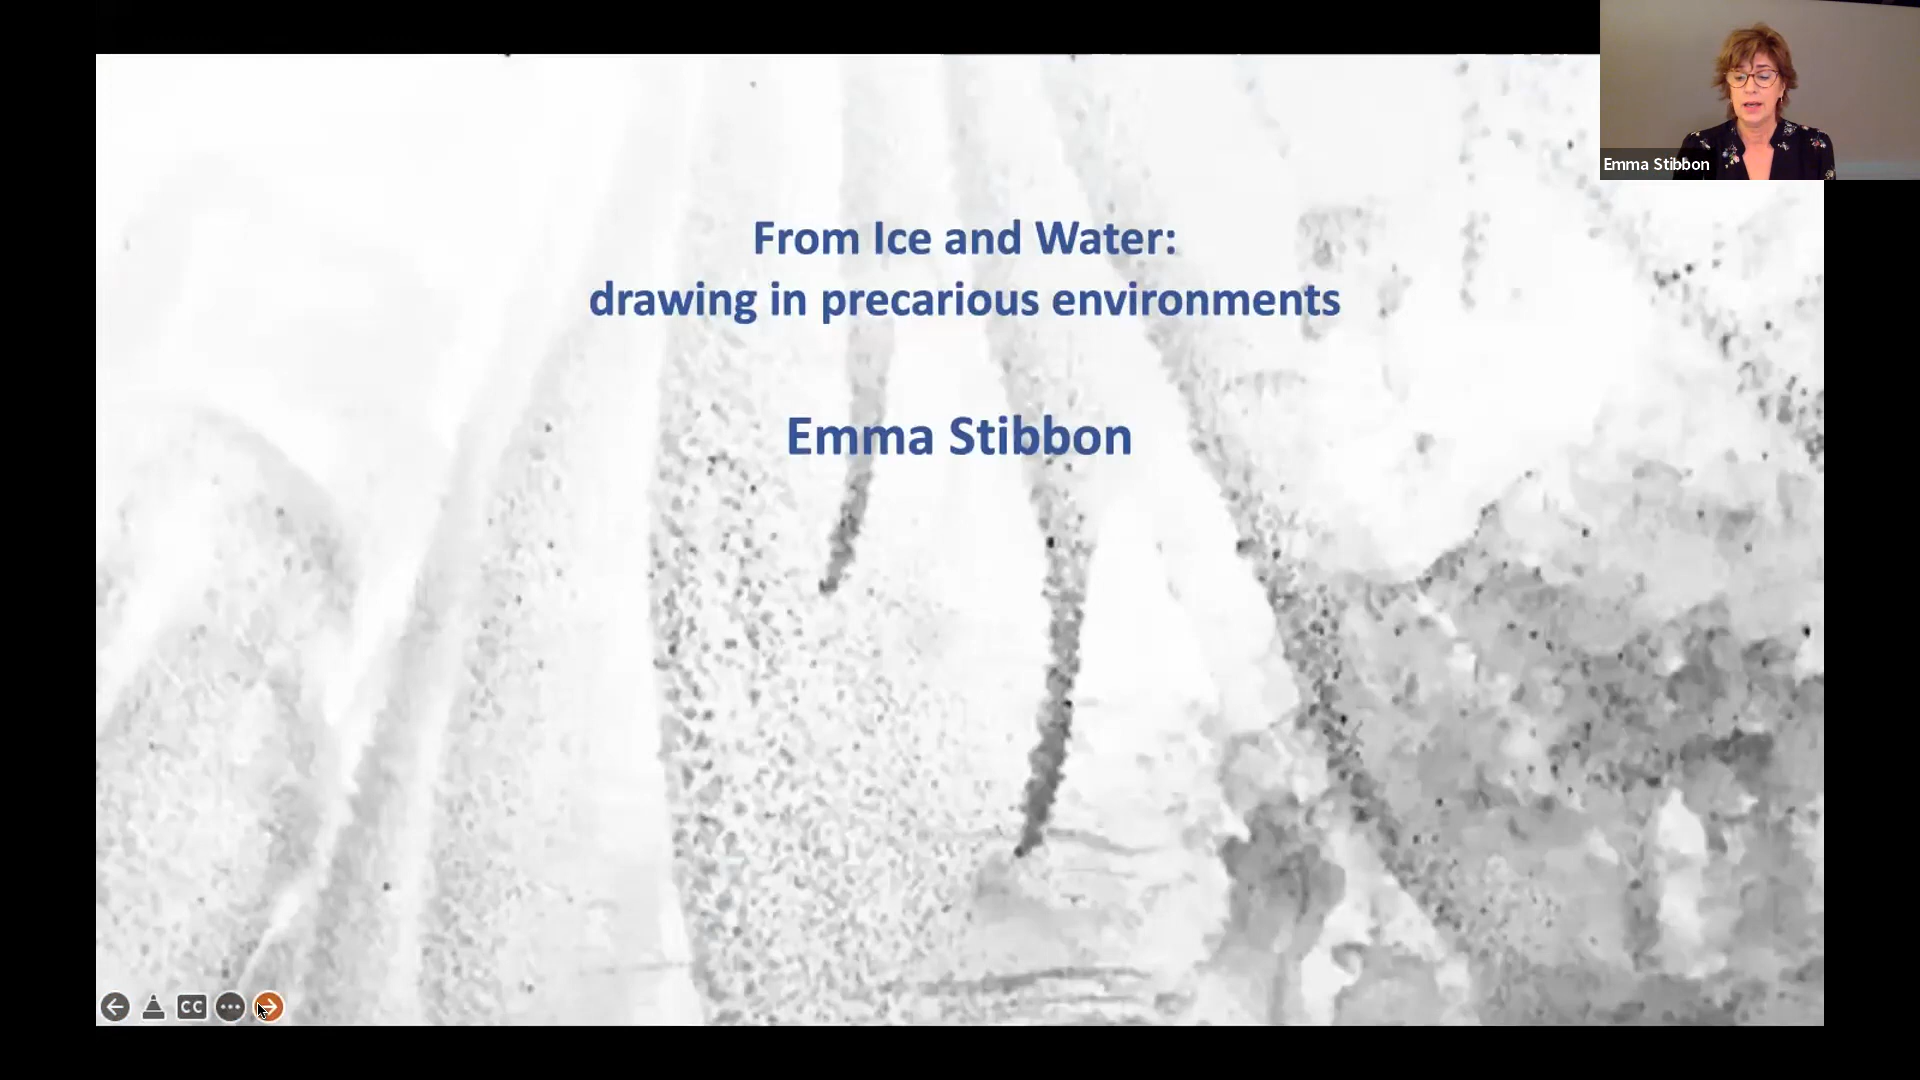 From Ice and Water:
drawing in precarious environments
Emma Stibbon
Emma Stibbon
CC